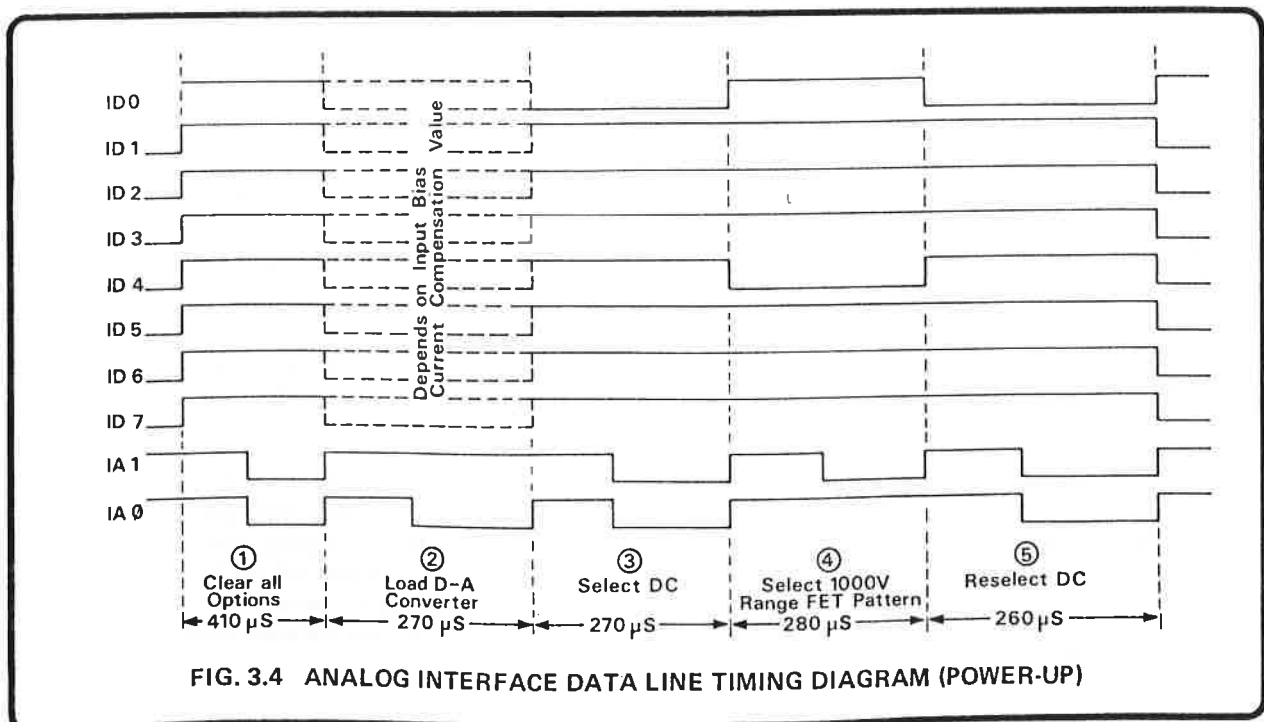 ID0
ID1
ID2
ID3
ID4
ID5
ID6
ID7
IA1
IAØ
Depends on Input Bias
Current Compensation Value
①
Clear all
Options
410 µS
②
Load D-A
Converter
270 µS
③
Select DC
270 µS
④
Select 1000V
Range FET Pattern
280 µS
⑤
Reselect DC
260 µS
FIG. 3.4 ANALOG INTERFACE DATA LINE TIMING DIAGRAM (POWER-UP)